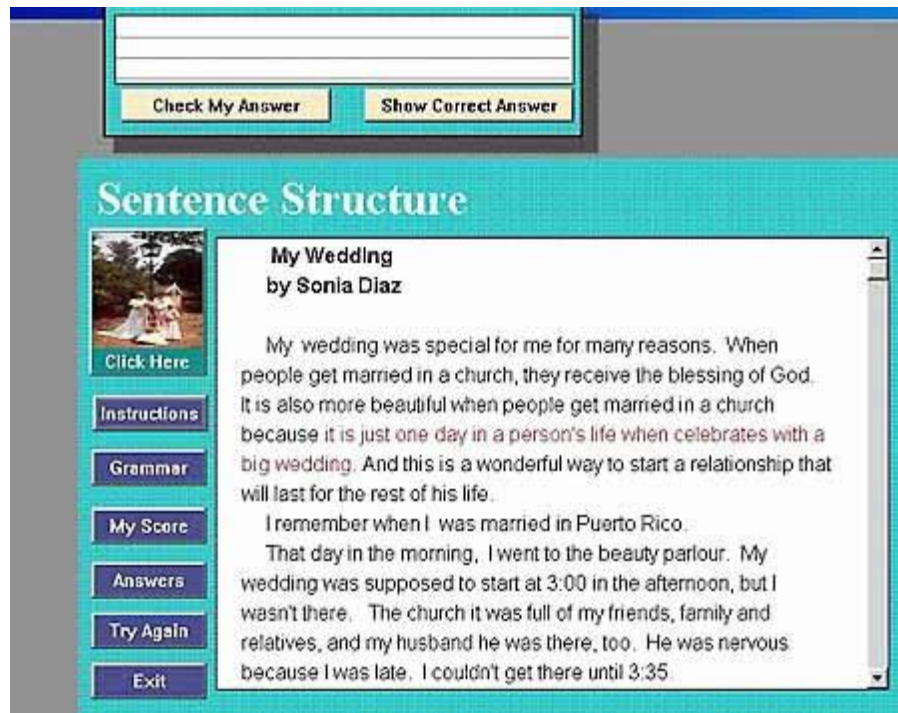 Check My Answer Show Correct Answer
Sentence Structure
Click Here
Instructions
Grammar
My Score
Answers
Try Again
Exit
My Wedding
by Sonia Diaz
My wedding was special for me for many reasons. When
people get married in a church, they receive the blessing of God.
It is also more beautiful when people get married in a church
because it is just one day in a person's life when celebrates with a
big wedding. And this is a wonderful way to start a relationship that
will last for the rest of his life.
I remember when I was married in Puerto Rico.
That day in the morning, I went to the beauty parlour. My
wedding was supposed to start at 3:00 in the afternoon, but I
wasn't there. The church it was full of my friends, family and
relatives, and my husband he was there, too. He was nervous
because I was late. I couldn't get there until 3:35.